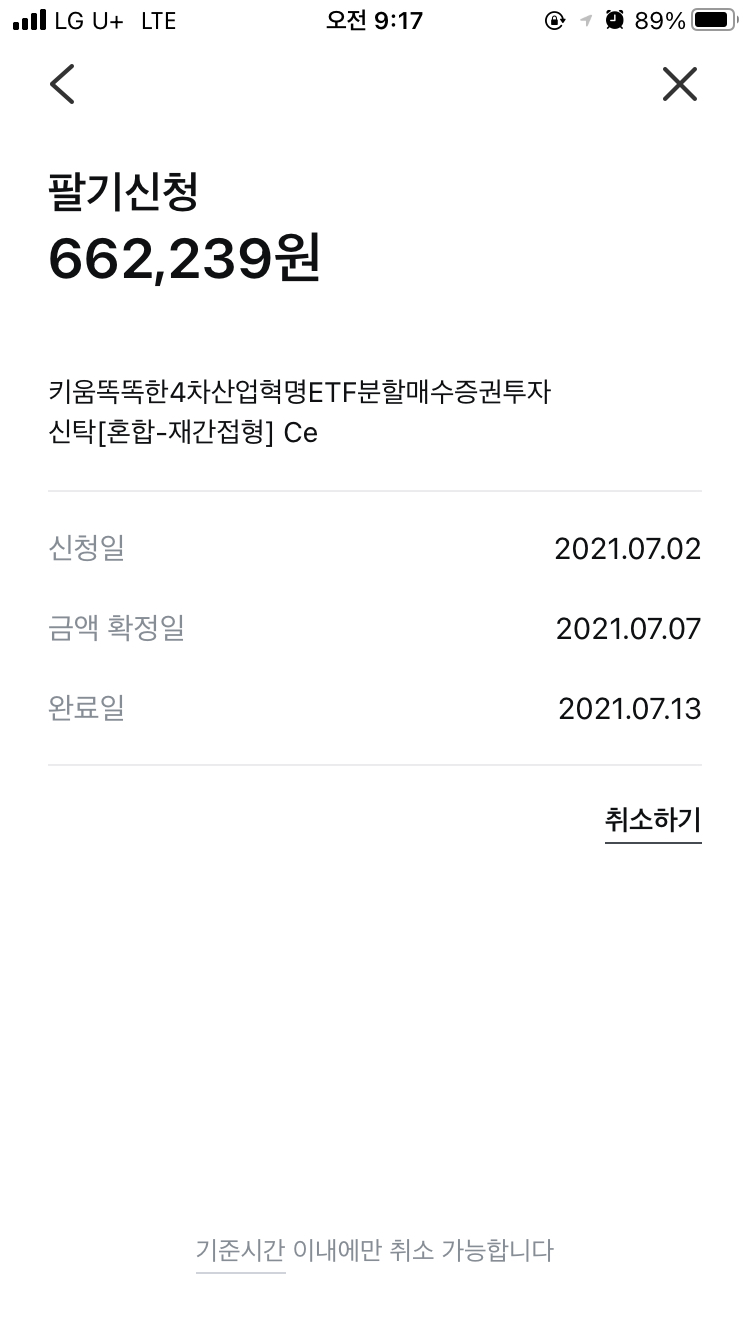 LG U+ LTE 오전 9:17 89%
팔기신청
662,239원
키움똑똑한4차산업혁명ETF분할매수증권투자
신탁[혼합-재간접형] Ce
신청일 2021.07.02
금액 확정일 2021.07.07
완료일 2021.07.13
취소하기
기준시간 이내에만 취소 가능합니다